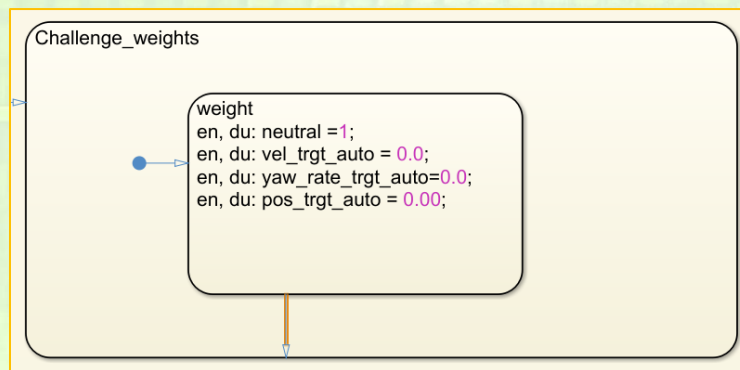 Challenge_weights
weight
en, du: neutral =1;
en, du: vel_trgt_auto = 0.0;
en, du: yaw_rate_trgt_auto=0.0;
en, du: pos_trgt_auto = 0.00;